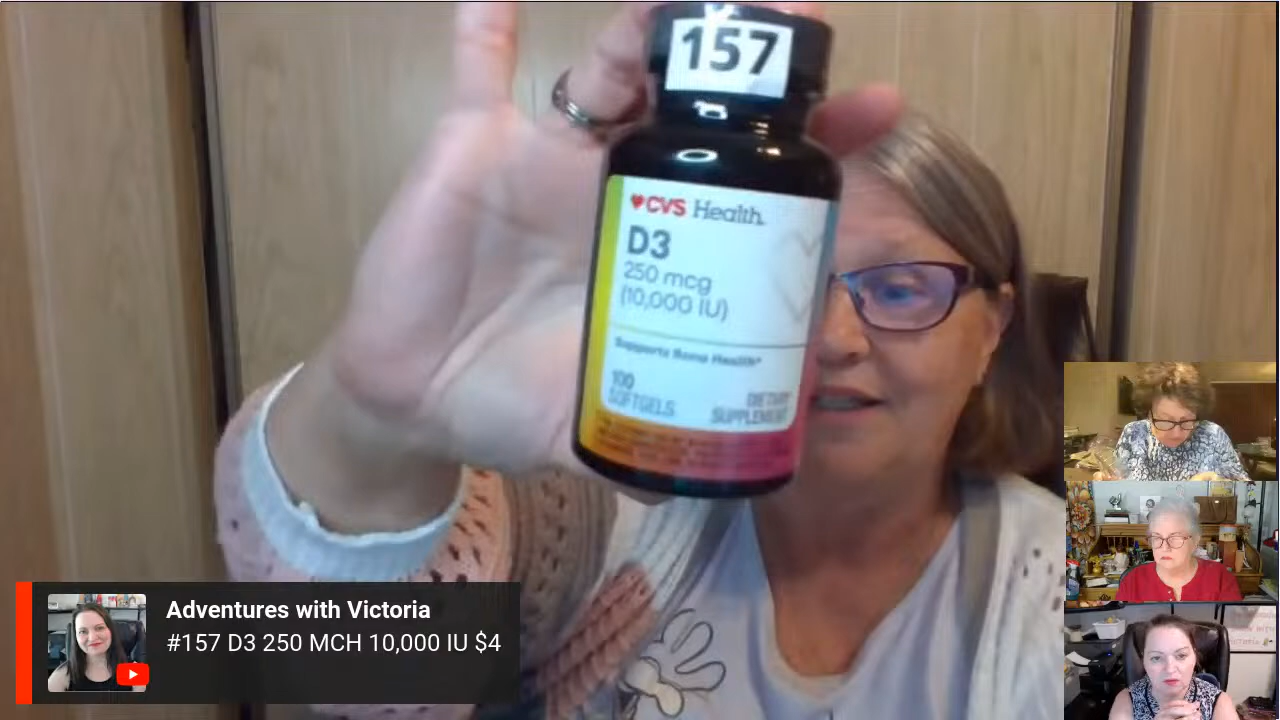 157
CVS Health.
D3
250 mcg
(10,000 IU)
Supports Bone Health*
100
SOFTGELS
DIETARY
SUPPLEMENT
Adventures with Victoria
#157 D3 250 MCH 10,000 IU $4